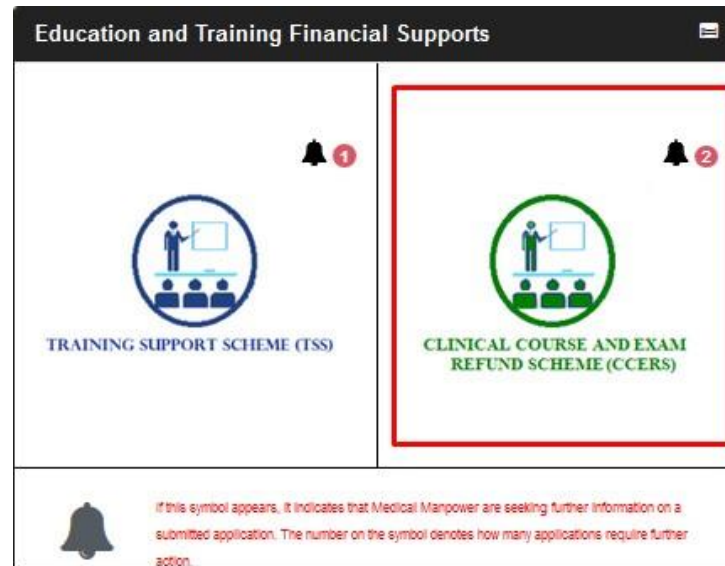 Education and Training Financial Supports
1
2
TRAINING SUPPORT SCHEME (TSS)
CLINICAL COURSE AND EXAM
REFUND SCHEME (CCERS)
If this symbol appears, it indicates that Medical Manpower are seeking further information on a
submitted application. The number on the symbol denotes how many applications require further
action.